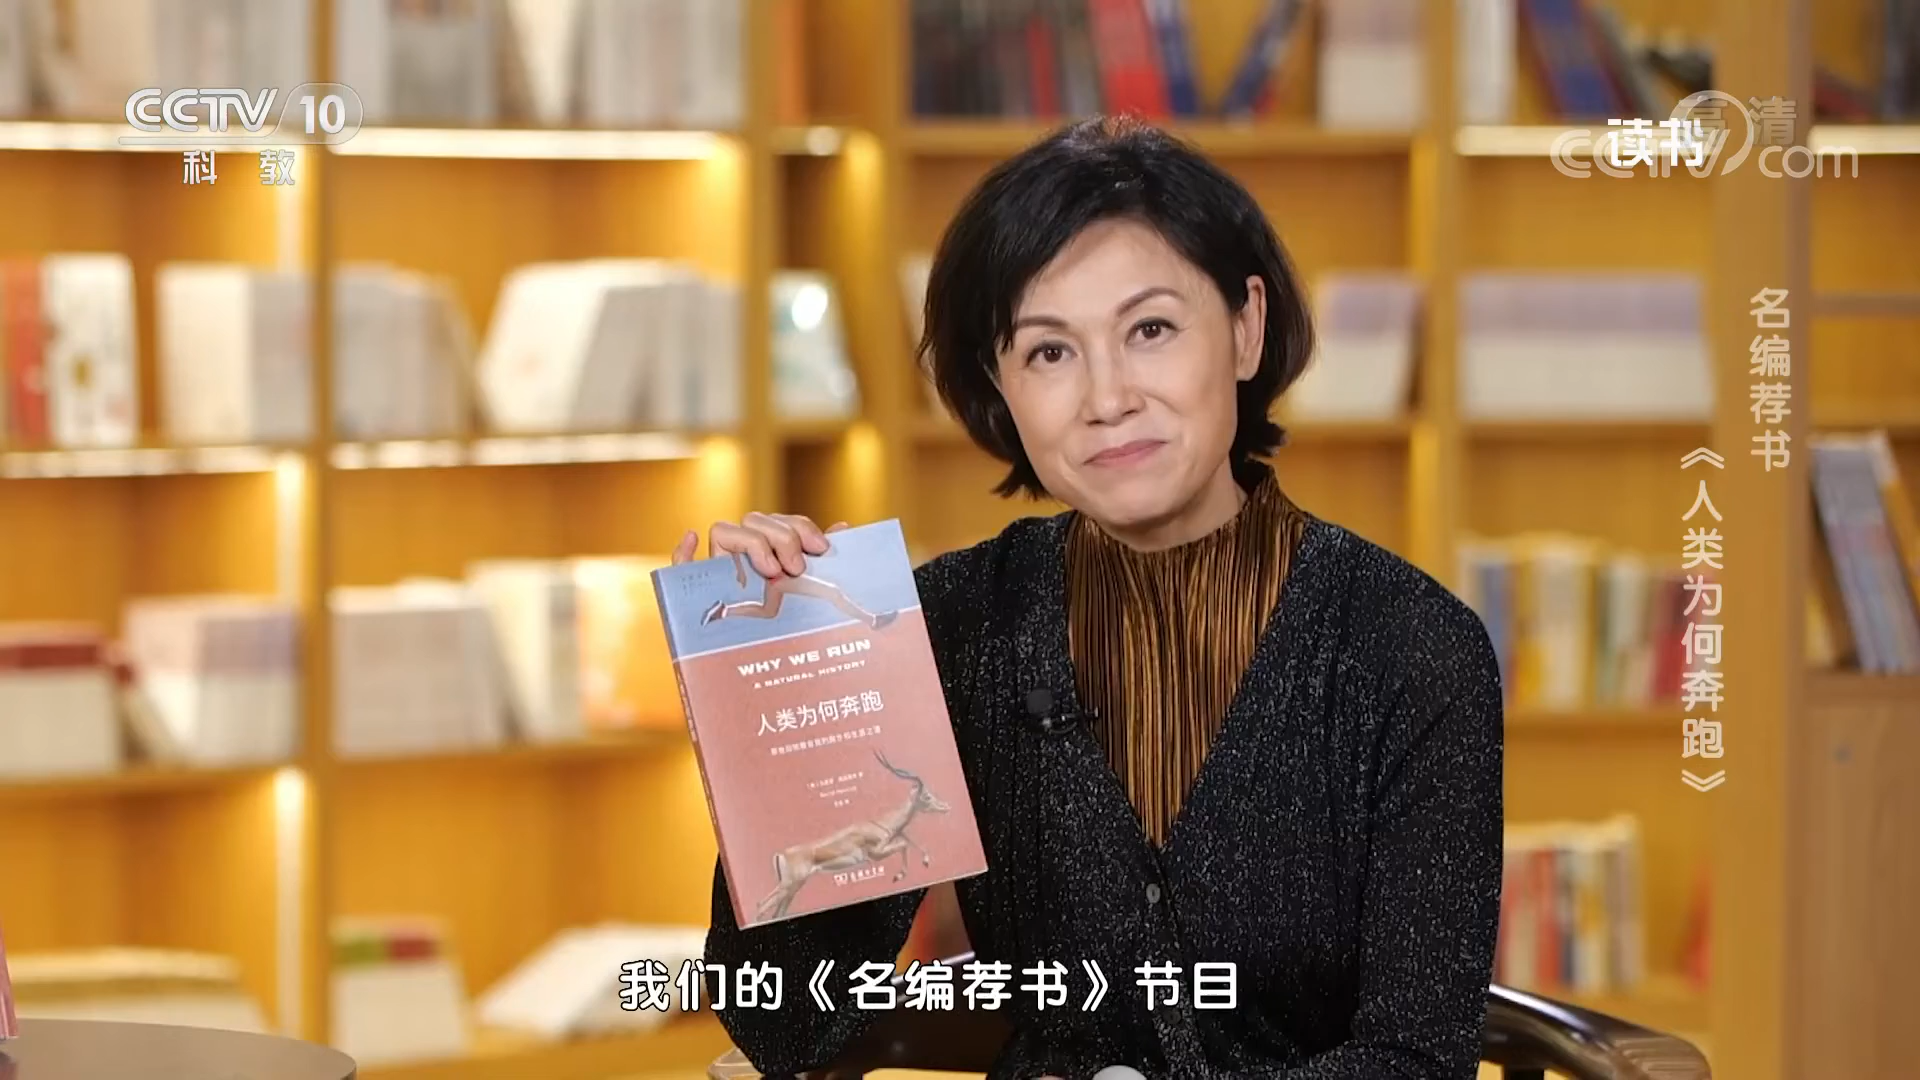 CCTV 10
科 教
高清
CCTV com
读书
名编荐书
《人类为何奔跑》
WHY WE RUN
A NATURAL HISTORY
人类为何奔跑
我们的《名编荐书》节目